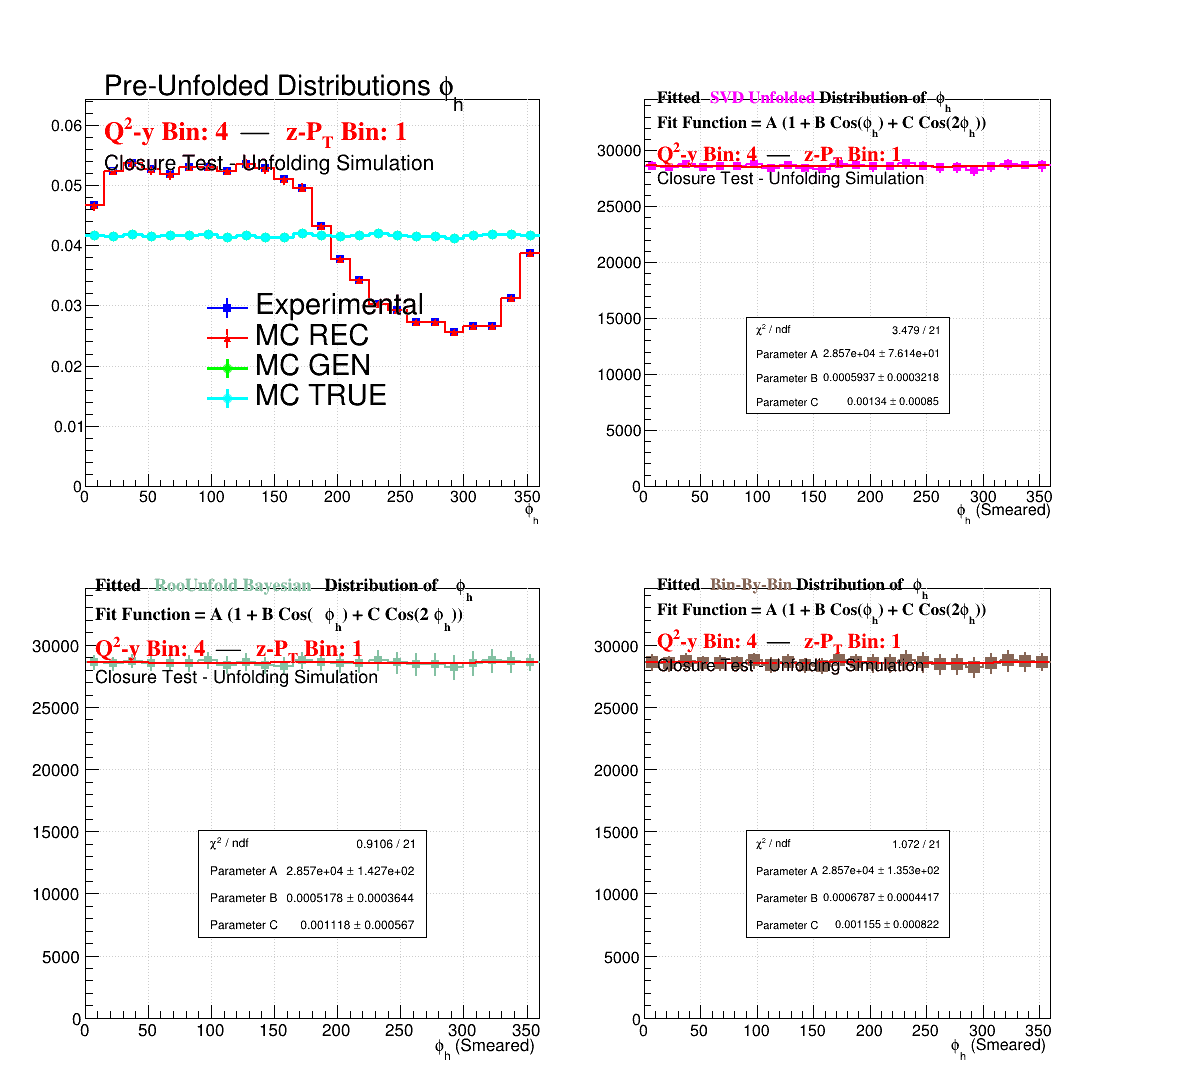 Pre-Unfolded Distributions ϕh
Q²-y Bin: 4 — z-PT Bin: 1
Closure Test - Unfolding Simulation
0.06
0.05
0.04
0.03
0.02
0.01
0
Experimental
MC REC
MC GEN
MC TRUE
0 50 100 150 200 250 300 350
ϕh
Fitted SVD Unfolded Distribution of ϕh
Fit Function = A (1 + B Cos(ϕh) + C Cos(2ϕh))
Q²-y Bin: 4 — z-PT Bin: 1
Closure Test - Unfolding Simulation
30000
25000
20000
15000
10000
5000
0
χ² / ndf 3.479 / 21
Parameter A 2.857e+04 ± 7.614e+01
Parameter B 0.0005937 ± 0.0003218
Parameter C 0.00134 ± 0.00085
0 50 100 150 200 250 300 350
ϕh (Smeared)
Fitted RooUnfold Bayesian Distribution of ϕh
Fit Function = A (1 + B Cos( ϕh) + C Cos(2 ϕh))
Q²-y Bin: 4 — z-PT Bin: 1
Closure Test - Unfolding Simulation
30000
25000
20000
15000
10000
5000
0
χ² / ndf 0.9106 / 21
Parameter A 2.857e+04 ± 1.427e+02
Parameter B 0.0005178 ± 0.0003644
Parameter C 0.001118 ± 0.000567
0 50 100 150 200 250 300 350
ϕh (Smeared)
Fitted Bin-By-Bin Distribution of ϕh
Fit Function = A (1 + B Cos(ϕh) + C Cos(2ϕh))
Q²-y Bin: 4 — z-PT Bin: 1
Closure Test - Unfolding Simulation
30000
25000
20000
15000
10000
5000
0
χ² / ndf 1.072 / 21
Parameter A 2.857e+04 ± 1.353e+02
Parameter B 0.0006787 ± 0.0004417
Parameter C 0.001155 ± 0.000822
0 50 100 150 200 250 300 350
ϕh (Smeared)